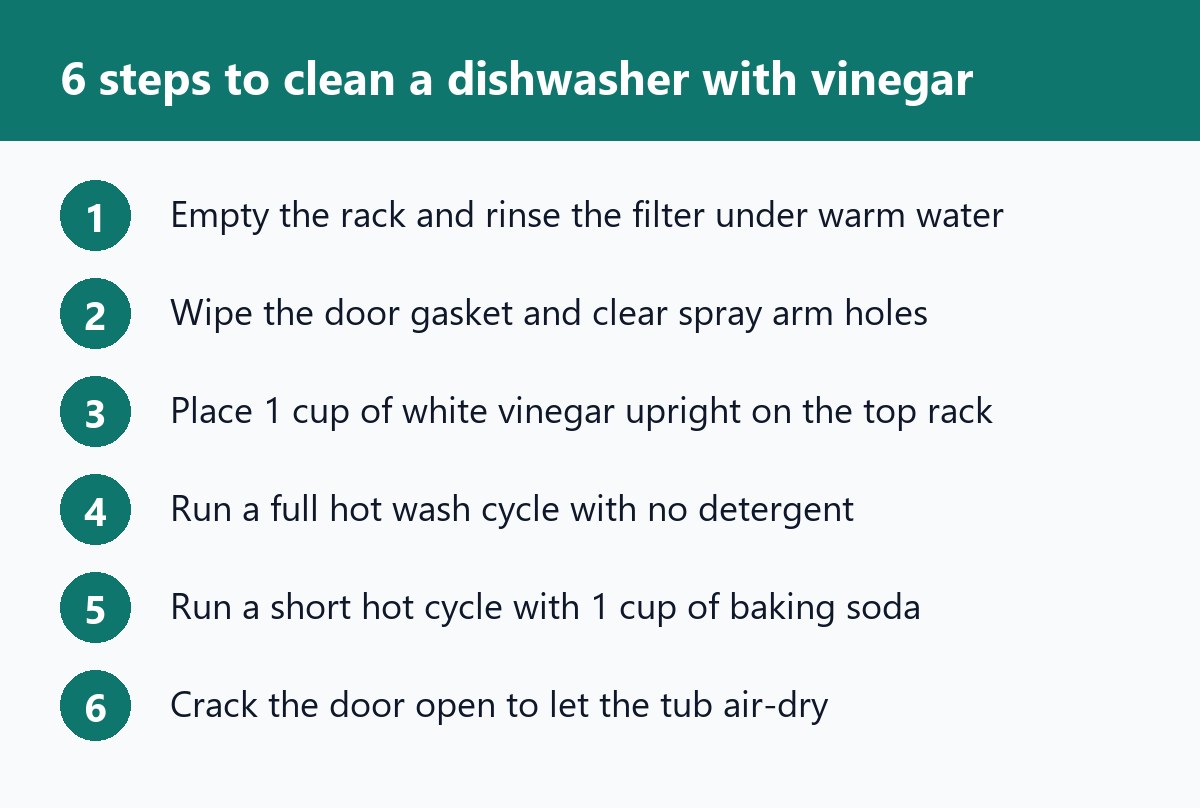 6 steps to clean a dishwasher with vinegar
1 Empty the rack and rinse the filter under warm water
2 Wipe the door gasket and clear spray arm holes
3 Place 1 cup of white vinegar upright on the top rack
4 Run a full hot wash cycle with no detergent
5 Run a short hot cycle with 1 cup of baking soda
6 Crack the door open to let the tub air-dry